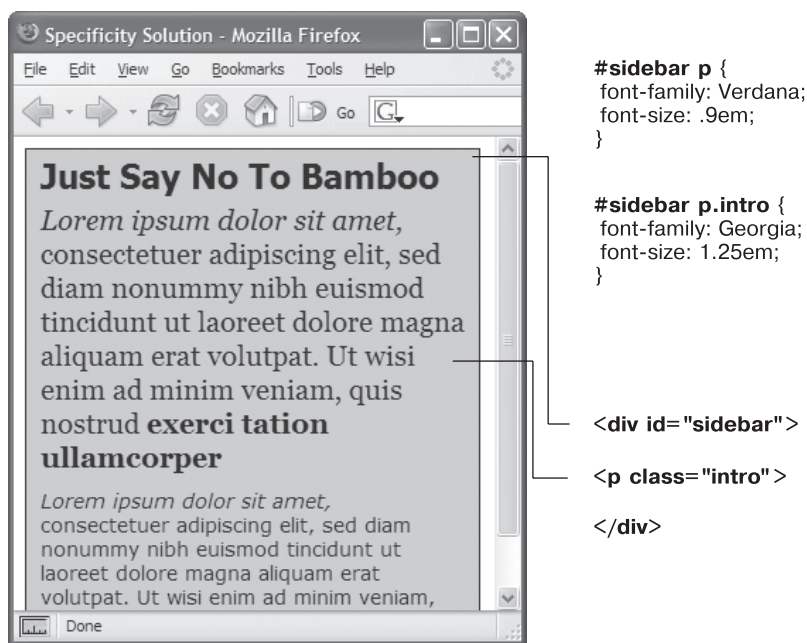 Specificity Solution - Mozilla Firefox
File Edit View Go Bookmarks Tools Help
Go G
Just Say No To Bamboo
Lorem ipsum dolor sit amet,
consectetuer adipiscing elit, sed
diam nonummy nibh euismod
tincidunt ut laoreet dolore magna
aliquam erat volutpat. Ut wisi
enim ad minim veniam, quis
nostrud exerci tation
ullamcorper
Lorem ipsum dolor sit amet,
consectetuer adipiscing elit, sed diam
nonummy nibh euismod tincidunt ut
laoreet dolore magna aliquam erat
volutpat. Ut wisi enim ad minim veniam,
Done
#sidebar p {
font-family: Verdana;
font-size: .9em;
}
#sidebar p.intro {
font-family: Georgia;
font-size: 1.25em;
}
<div id="sidebar">
<p class="intro">
</div>